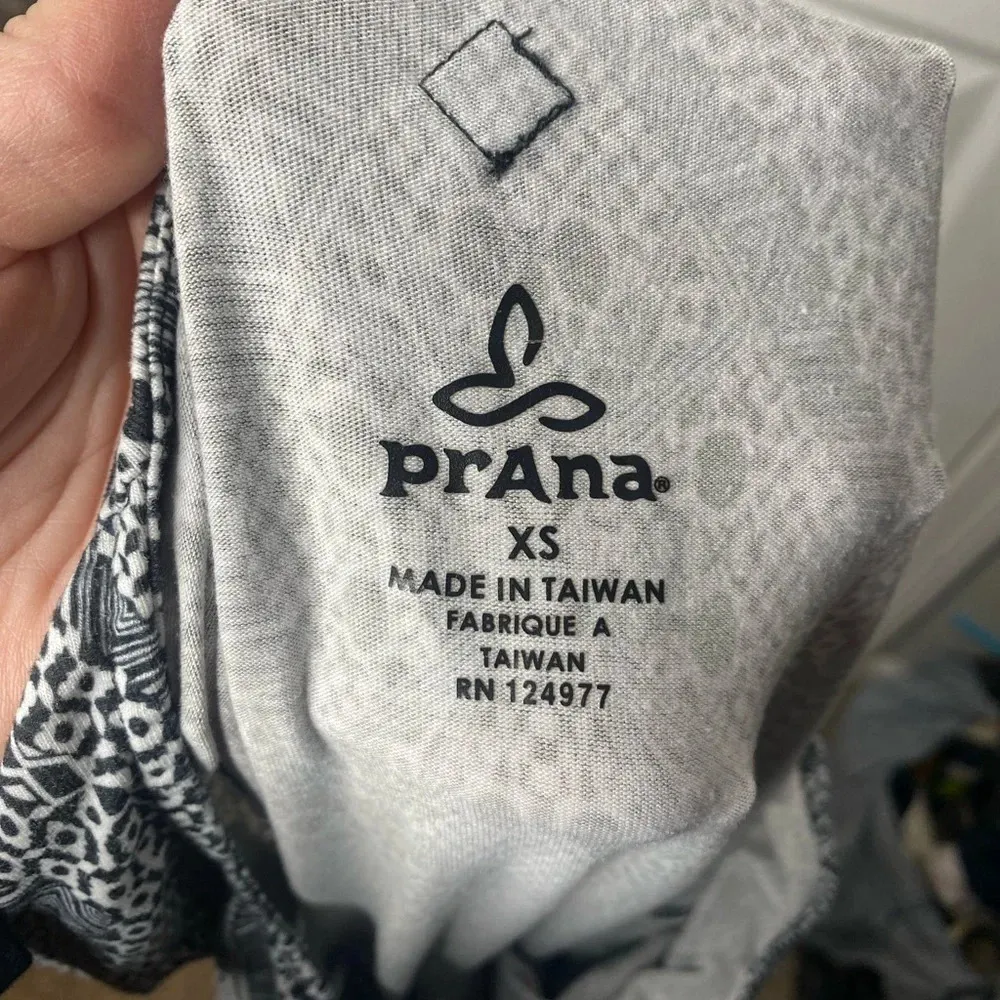 prAna®
XS
MADE IN TAIWAN
FABRIQUE A
TAIWAN
RN 124977